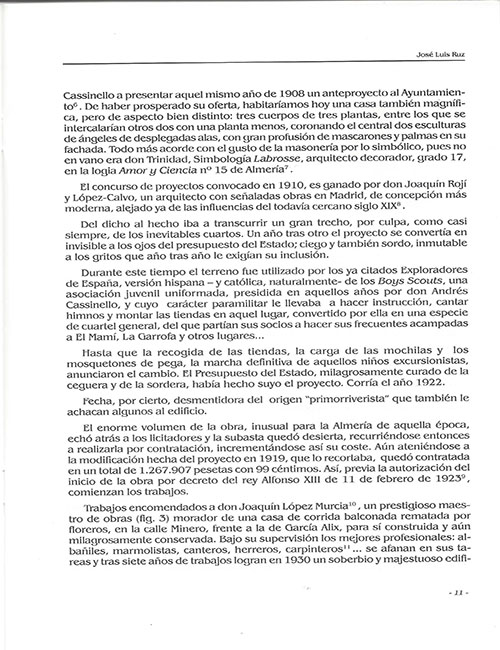 José Luis Ruz
Cassinello a presentar aquel mismo año de 1908 un anteproyecto al Ayuntamien-
to⁶. De haber prosperado su oferta, habitaríamos hoy una casa también magnífi-
ca, pero de aspecto bien distinto: tres cuerpos de tres plantas, entre los que se
intercalarían otros dos con una planta menos, coronando el central dos esculturas
de ángeles de desplegadas alas, con gran profusión de mascarones y palmas en su
fachada. Todo más acorde con el gusto de la masonería por lo simbólico, pues no
en vano era don Trinidad, Simbología Labrosse, arquitecto decorador, grado 17,
en la logia Amor y Ciencia nº 15 de Almería⁷.
El concurso de proyectos convocado en 1910, es ganado por don Joaquín Rojí
y López-Calvo, un arquitecto con señaladas obras en Madrid, de concepción más
moderna, alejado ya de las influencias del todavía cercano siglo XIX⁸.
Del dicho al hecho iba a transcurrir un gran trecho, por culpa, como casi
siempre, de los inevitables cuartos. Un año tras otro el proyecto se convertía en
invisible a los ojos del presupuesto del Estado; ciego y también sordo, inmutable
a los gritos que año tras año le exigían su inclusión.
Durante este tiempo el terreno fue utilizado por los ya citados Exploradores
de España, versión hispana – y católica, naturalmente- de los Boys Scouts, una
asociación juvenil uniformada, presidida en aquellos años por don Andrés
Cassinello, y cuyo carácter paramilitar le llevaba a hacer instrucción, cantar
himnos y montar las tiendas en aquel lugar, convertido por ella en una especie
de cuartel general, del que partían sus socios a hacer sus frecuentes acampadas
a El Mamí, La Garrofa y otros lugares...
Hasta que la recogida de las tiendas, la carga de las mochilas y los
mosquetones de pega, la marcha definitiva de aquellos niños excursionistas,
anunciaron el cambio. El Presupuesto del Estado, milagrosamente curado de la
ceguera y de la sordera, había hecho suyo el proyecto. Corría el año 1922.
Fecha, por cierto, desmentidora del origen "primorriverista" que también le
achacan algunos al edificio.
El enorme volumen de la obra, inusual para la Almería de aquella época,
echó atrás a los licitadores y la subasta quedó desierta, recurriéndose entonces
a realizarla por contratación, incrementándose así su coste. Aún ateniéndose a
la modificación hecha del proyecto en 1919, que lo recortaba, quedó contratada
en un total de 1.267.907 pesetas con 99 céntimos. Así, previa la autorización del
inicio de la obra por decreto del rey Alfonso XIII de 11 de febrero de 1923⁹,
comienzan los trabajos.
Trabajos encomendados a don Joaquín López Murcia¹⁰, un prestigioso maes-
tro de obras (fig. 3) morador de una casa de corrida balconada rematada por
floreros, en la calle Minero, frente a la de García Alix, para sí construida y aún
milagrosamente conservada. Bajo su supervisión los mejores profesionales: al-
bañiles, marmolistas, canteros, herreros, carpinteros¹¹... se afanan en sus ta-
reas y tras siete años de trabajos logran en 1930 un soberbio y majestuoso edifi-
- 11 -